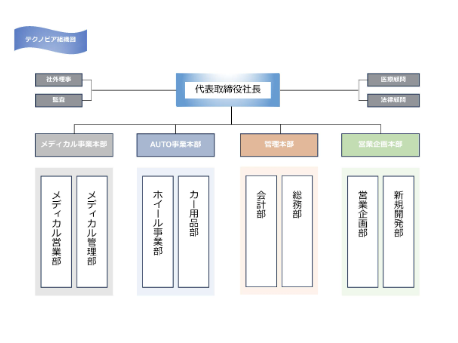 テクノピア組織図
社外理事
監査
代表取締役社長
医療顧問
法律顧問
メディカル事業本部
AUTO事業本部
管理本部
営業企画本部
メディカル営業部
メディカル管理部
ホイール事業部
カー用品部
会計部
総務部
営業企画部
新規開発部